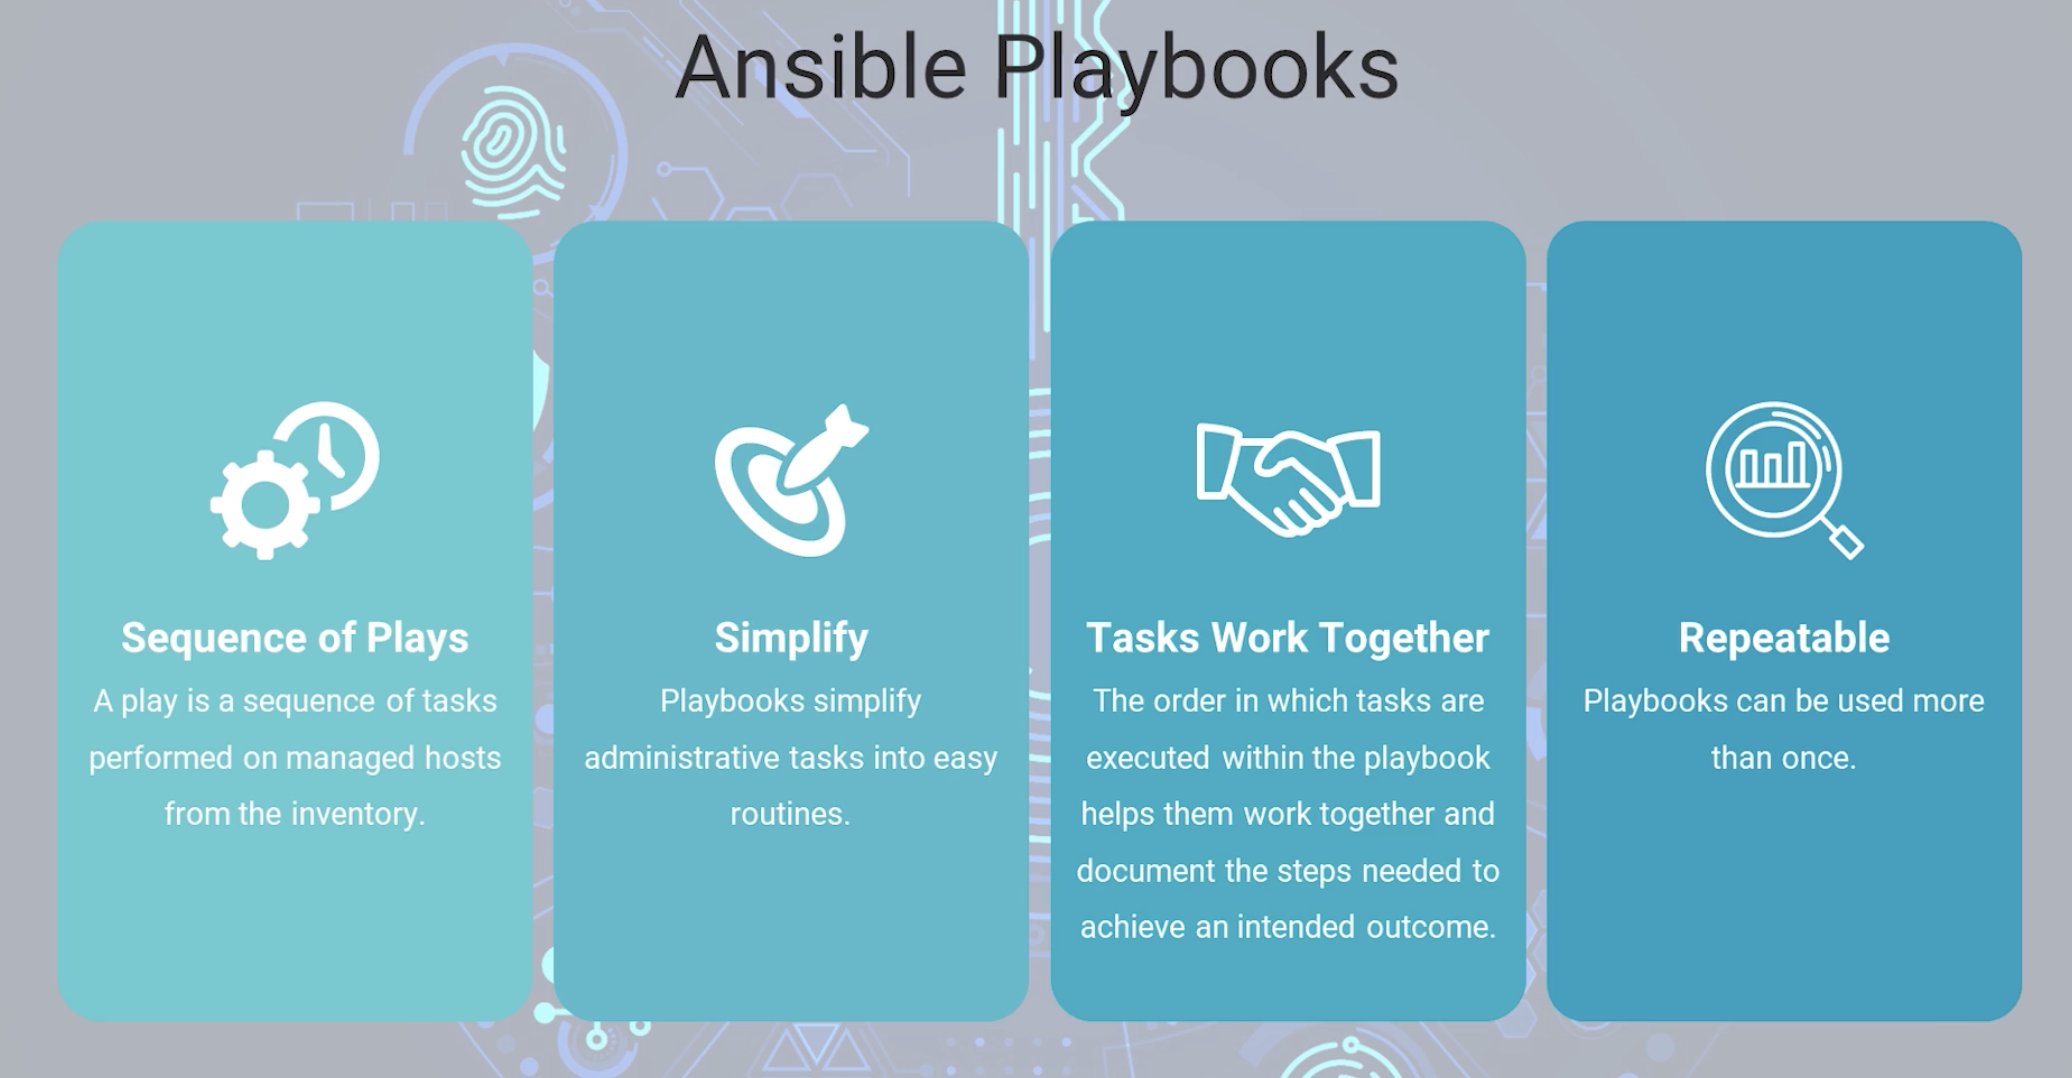 Ansible Playbooks
Sequence of Plays
A play is a sequence of tasks
performed on managed hosts
from the inventory.
Simplify
Playbooks simplify
administrative tasks into easy
routines.
Tasks Work Together
The order in which tasks are
executed within the playbook
helps them work together and
document the steps needed to
achieve an intended outcome.
Repeatable
Playbooks can be used more
than once.